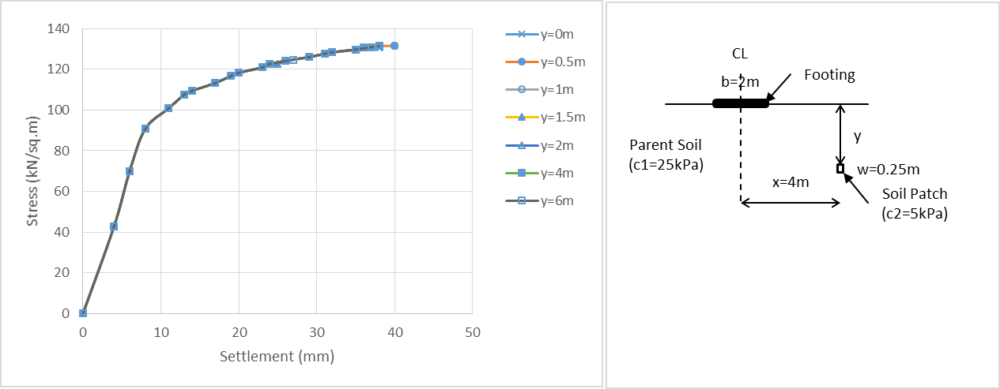 140
120
100
80
60
40
20
0
0 10 20 30 40 50
Stress (kN/sq.m)
Settlement (mm)
y=0m
y=0.5m
y=1m
y=1.5m
y=2m
y=4m
y=6m
CL
b=2m
Footing
Parent Soil
(c1=25kPa)
y
x=4m
w=0.25m
Soil Patch
(c2=5kPa)